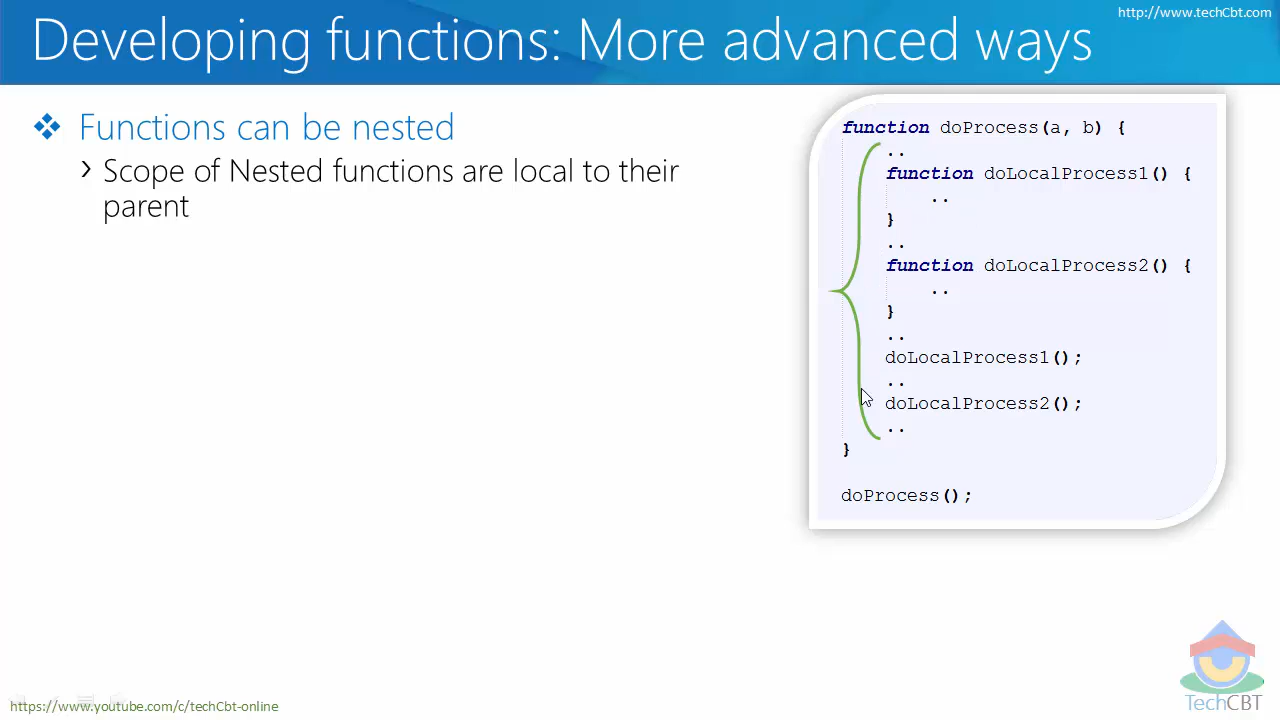 http://www.techCbt.com
Developing functions: More advanced ways
❖ Functions can be nested
› Scope of Nested functions are local to their
parent
function doProcess(a, b) {
..
function doLocalProcess1() {
..
}
..
function doLocalProcess2() {
..
}
..
doLocalProcess1();
..
doLocalProcess2();
..
}
doProcess();
TechCBT
https://www.youtube.com/c/techCbt-online